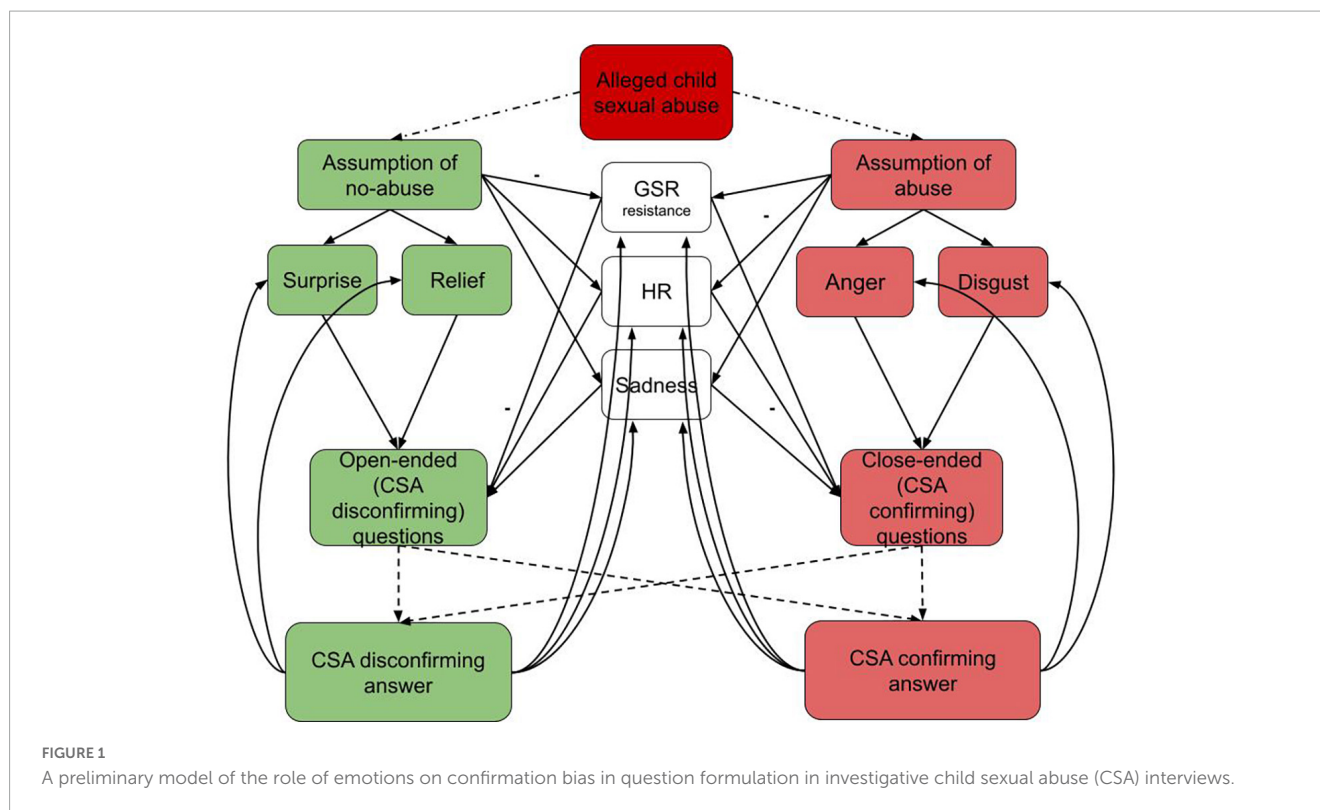 Alleged child
sexual abuse
Assumption of
no-abuse
GSR
resistance
Assumption of
abuse
-
-
Surprise
Relief
HR
Anger
Disgust
Sadness
-
-
Open-ended
(CSA
disconfirming)
questions
Close-ended
(CSA
confirming)
questions
CSA disconfirming
answer
CSA confirming
answer
FIGURE 1
A preliminary model of the role of emotions on confirmation bias in question formulation in investigative child sexual abuse (CSA) interviews.